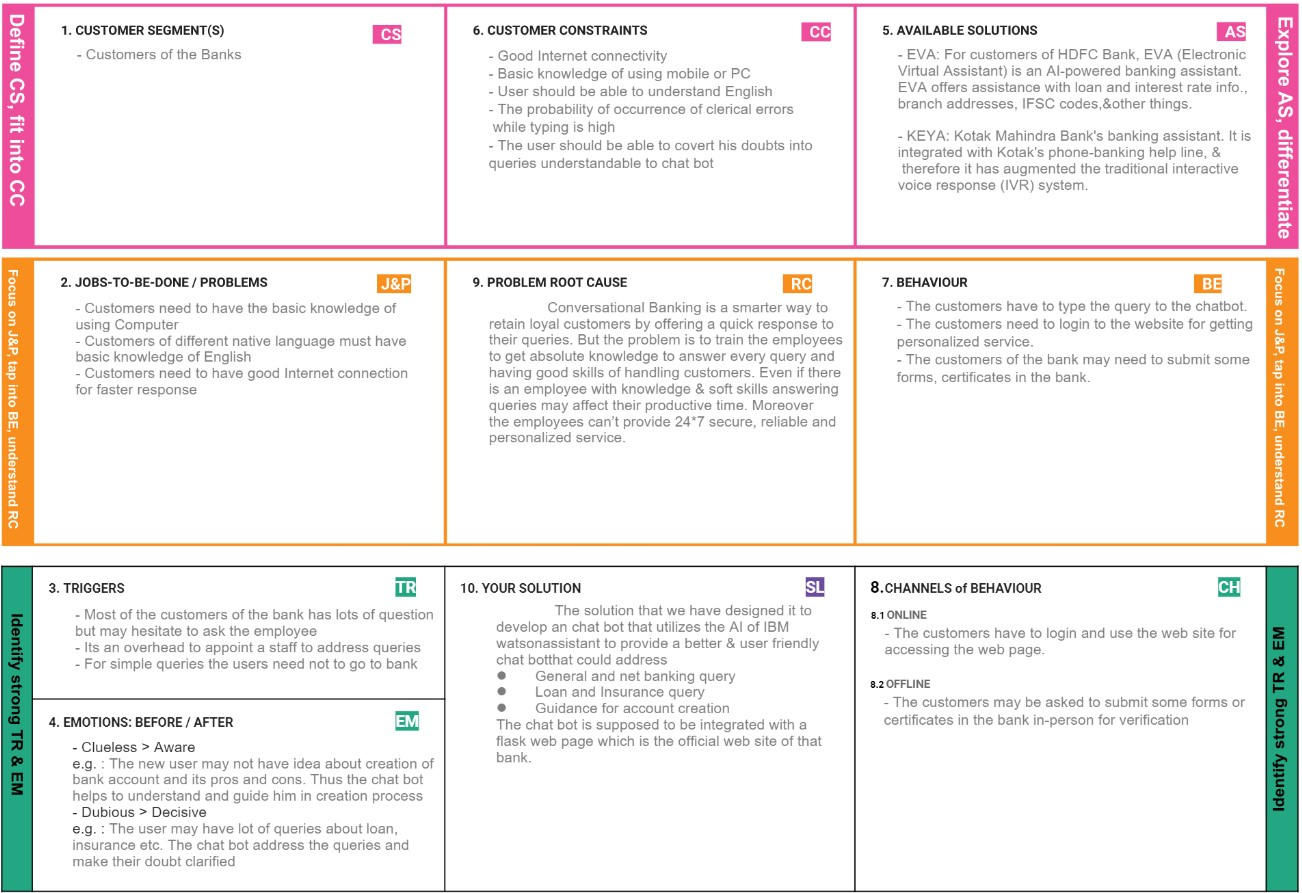 Define CS, fit into CC
1. CUSTOMER SEGMENT(S)
CS
- Customers of the Banks
6. CUSTOMER CONSTRAINTS
CC
- Good Internet connectivity
- Basic knowledge of using mobile or PC
- User should be able to understand English
- The probability of occurrence of clerical errors
while typing is high
- The user should be able to covert his doubts into
queries understandable to chat bot
5. AVAILABLE SOLUTIONS
AS
- EVA: For customers of HDFC Bank, EVA (Electronic
Virtual Assistant) is an AI-powered banking assistant.
EVA offers assistance with loan and interest rate info.,
branch addresses, IFSC codes,&other things.
- KEYA: Kotak Mahindra Bank's banking assistant. It is
integrated with Kotak's phone-banking help line, &
therefore it has augmented the traditional interactive
voice response (IVR) system.
Explore AS, differentiate
Focus on J&P, tap into BE, understand RC
2. JOBS-TO-BE-DONE / PROBLEMS
J&P
- Customers need to have the basic knowledge of
using Computer
- Customers of different native language must have
basic knowledge of English
- Customers need to have good Internet connection
for faster response
9. PROBLEM ROOT CAUSE
RC
Conversational Banking is a smarter way to
retain loyal customers by offering a quick response to
their queries. But the problem is to train the employees
to get absolute knowledge to answer every query and
having good skills of handling customers. Even if there
is an employee with knowledge & soft skills answering
queries may affect their productive time. Moreover
the employees can't provide 24*7 secure, reliable and
personalized service.
7. BEHAVIOUR
BE
- The customers have to type the query to the chatbot.
- The customers need to login to the website for getting
personalized service.
- The customers of the bank may need to submit some
forms, certificates in the bank.
Focus on J&P, tap into BE, understand RC
Identify strong TR & EM
3. TRIGGERS
TR
- Most of the customers of the bank has lots of question
but may hesitate to ask the employee
- Its an overhead to appoint a staff to address queries
- For simple queries the users need not to go to bank
4. EMOTIONS: BEFORE / AFTER
EM
- Clueless > Aware
e.g. : The new user may not have idea about creation of
bank account and its pros and cons. Thus the chat bot
helps to understand and guide him in creation process
- Dubious > Decisive
e.g. : The user may have lot of queries about loan,
insurance etc. The chat bot address the queries and
make their doubt clarified
10. YOUR SOLUTION
SL
The solution that we have designed it to
develop an chat bot that utilizes the AI of IBM
watsonassistant to provide a better & user friendly
chat botthat could address
● General and net banking query
● Loan and Insurance query
● Guidance for account creation
The chat bot is supposed to be integrated with a
flask web page which is the official web site of that
bank.
8.CHANNELS of BEHAVIOUR
CH
8.1 ONLINE
- The customers have to login and use the web site for
accessing the web page.
8.2 OFFLINE
- The customers may be asked to submit some forms or
certificates in the bank in-person for verification
Identify strong TR & EM